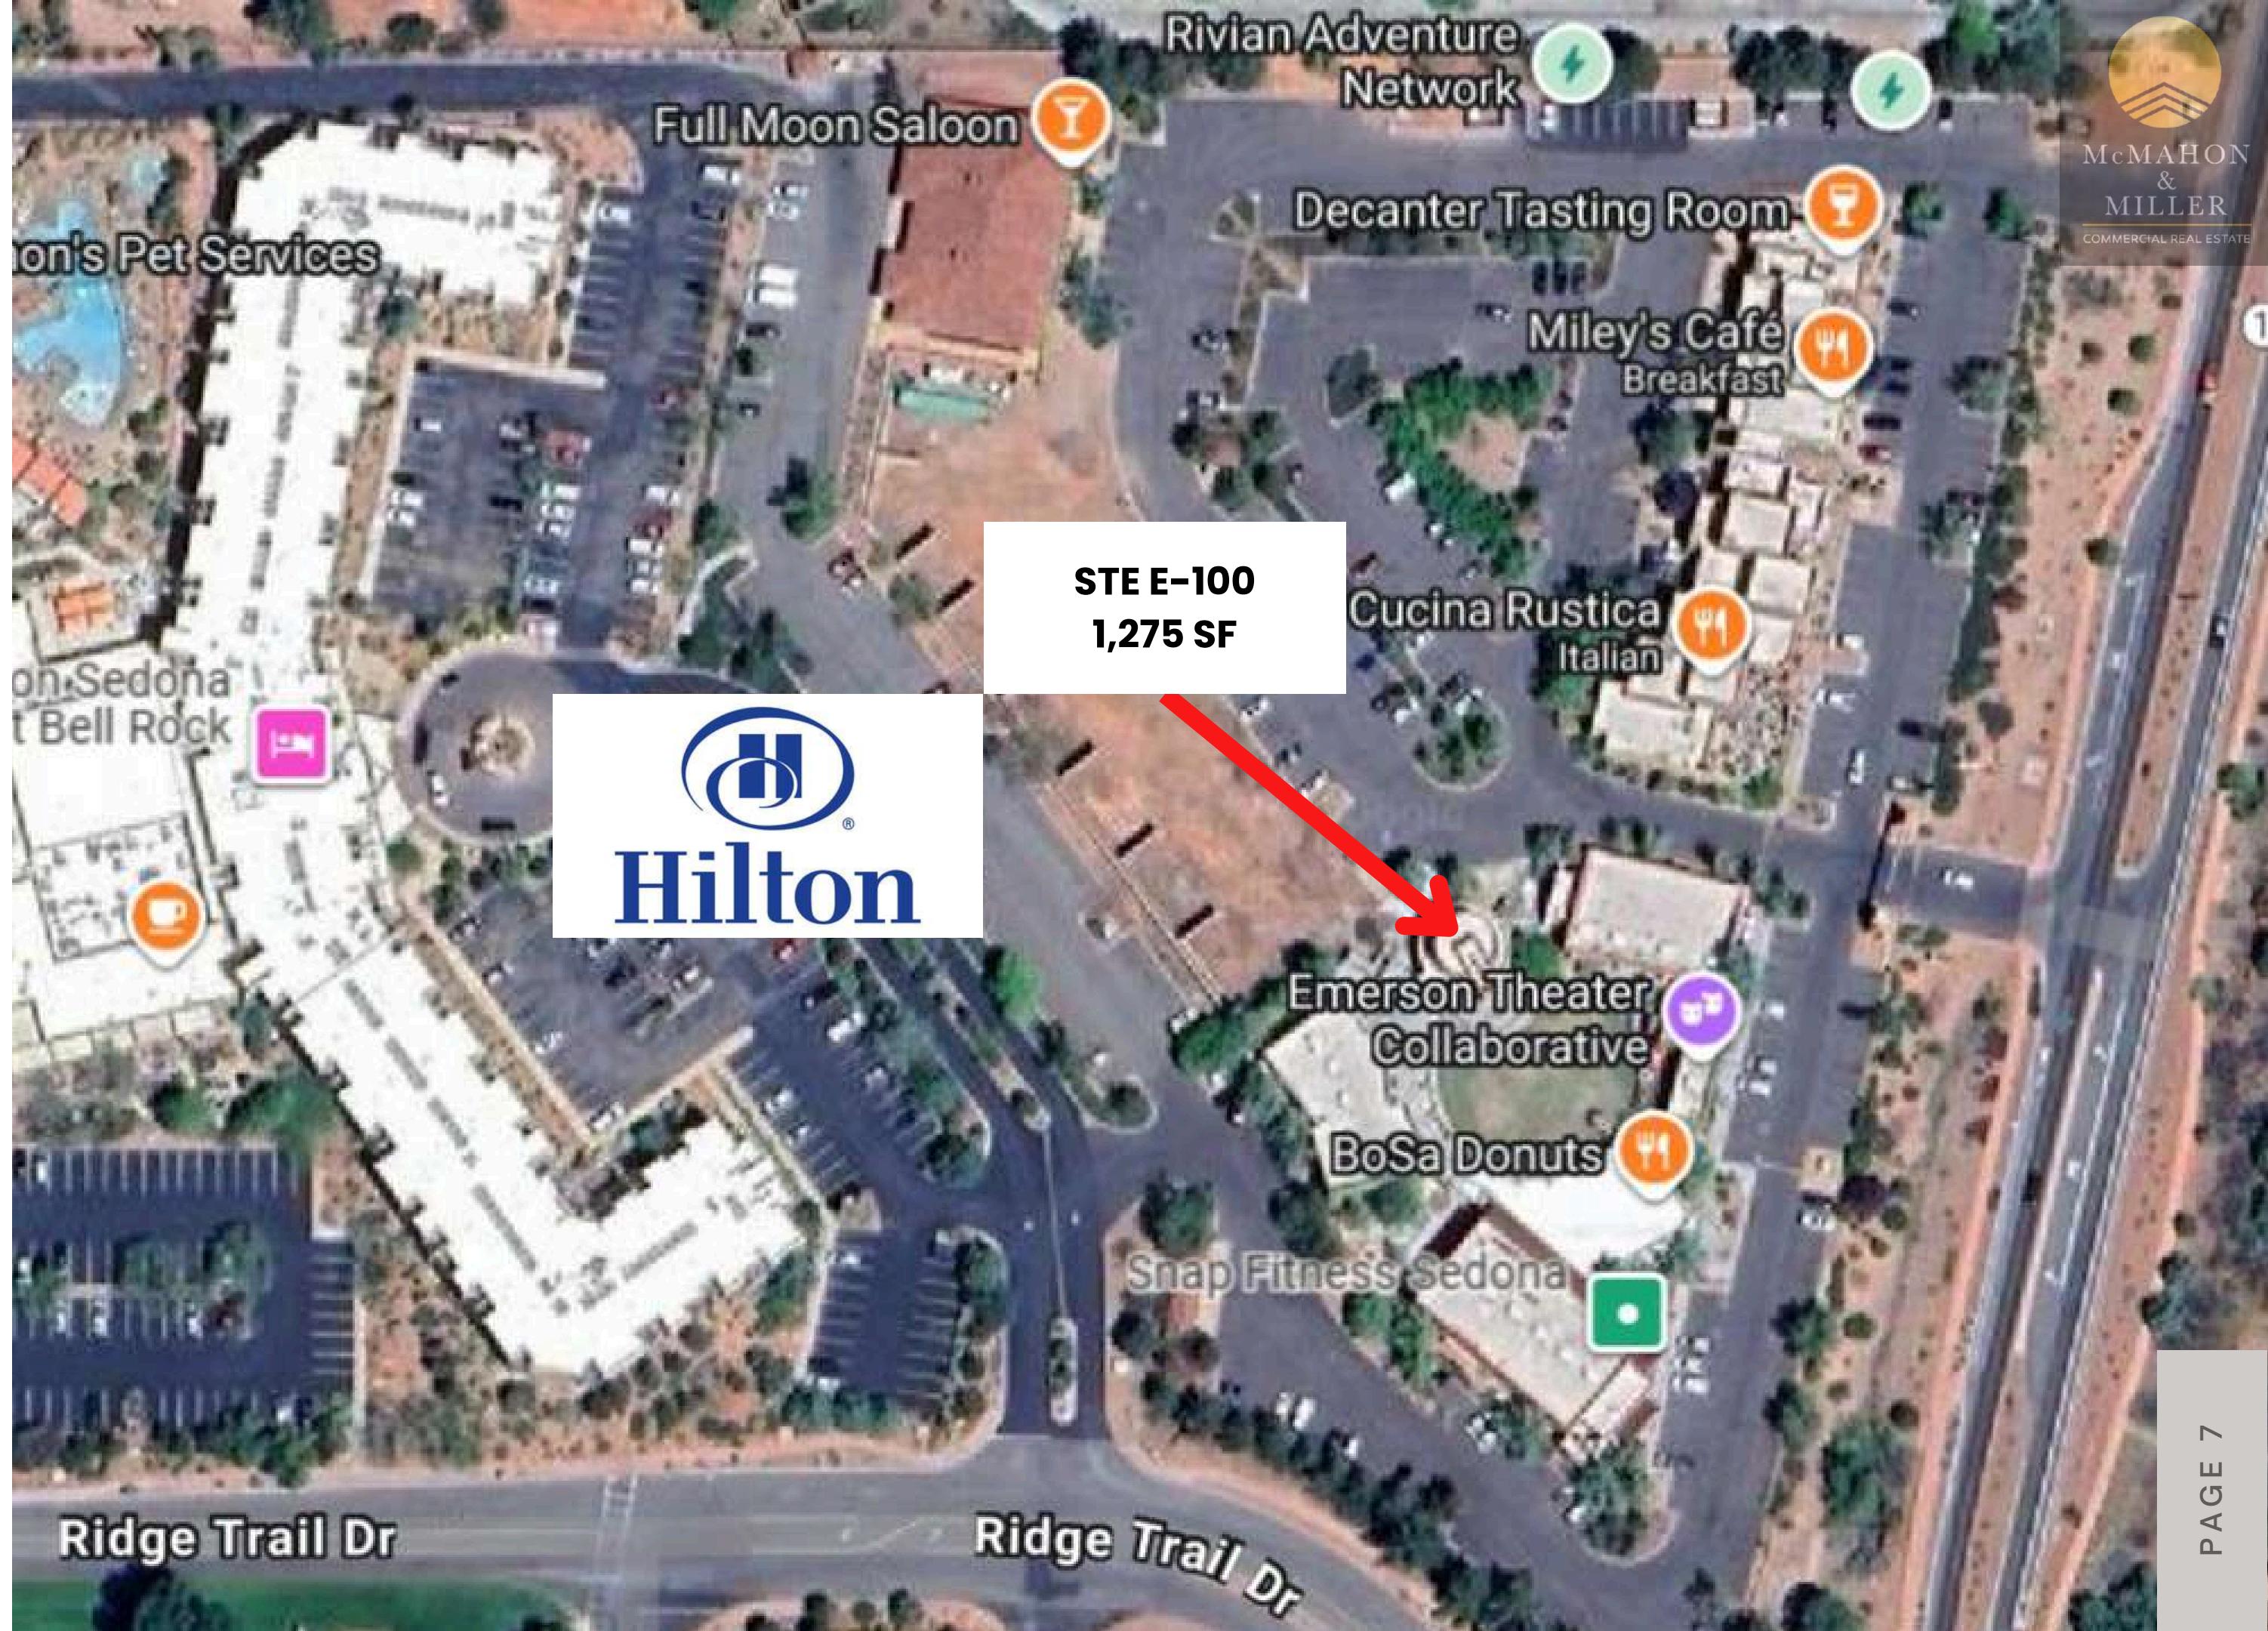 Rivian Adventure
Network
Full Moon Saloon
McMAHON
&
MILLER
COMMERCIAL REAL ESTATE
Decanter Tasting Room
on's Pet Services
Miley's Café
Breakfast
STE E-100
1,275 SF
Cucina Rustica
Italian
on Sedona
t Bell Rock
Hilton
®
Emerson Theater
Collaborative
BoSa Donuts
Snap Fitness Sedona
Ridge Trail Dr
Ridge Trail Dr
PAGE 7